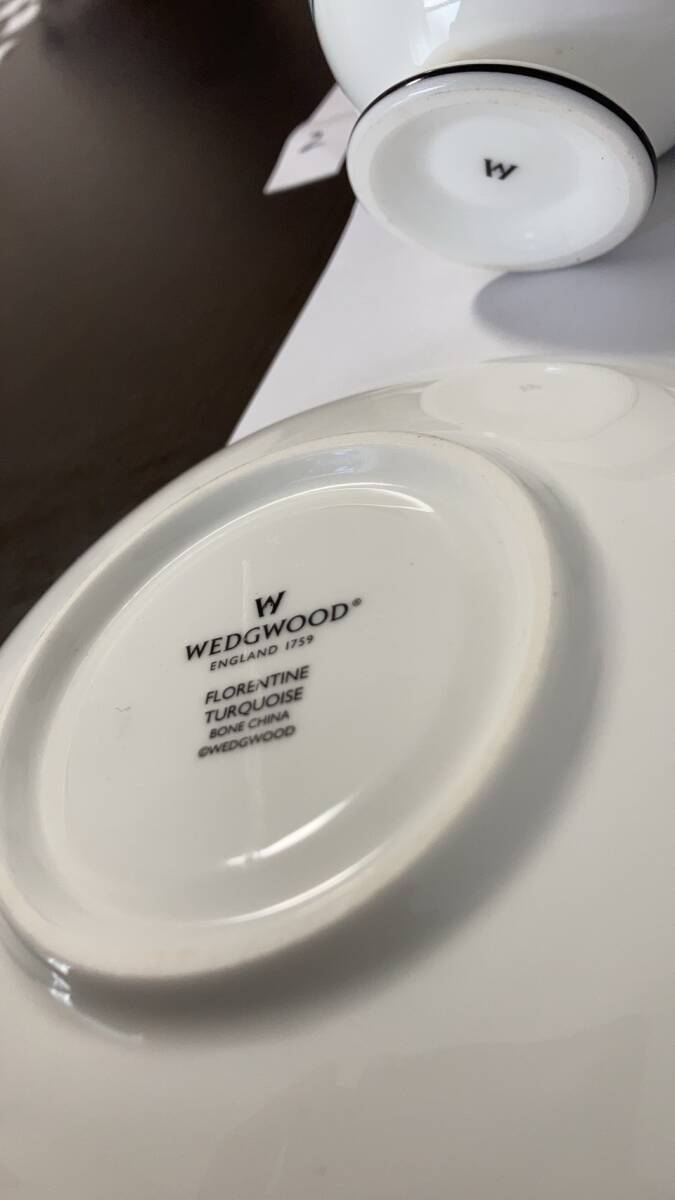 W
W
WEDGWOOD®
ENGLAND 1759
FLORENTINE
TURQUOISE
BONE CHINA
©WEDGWOOD